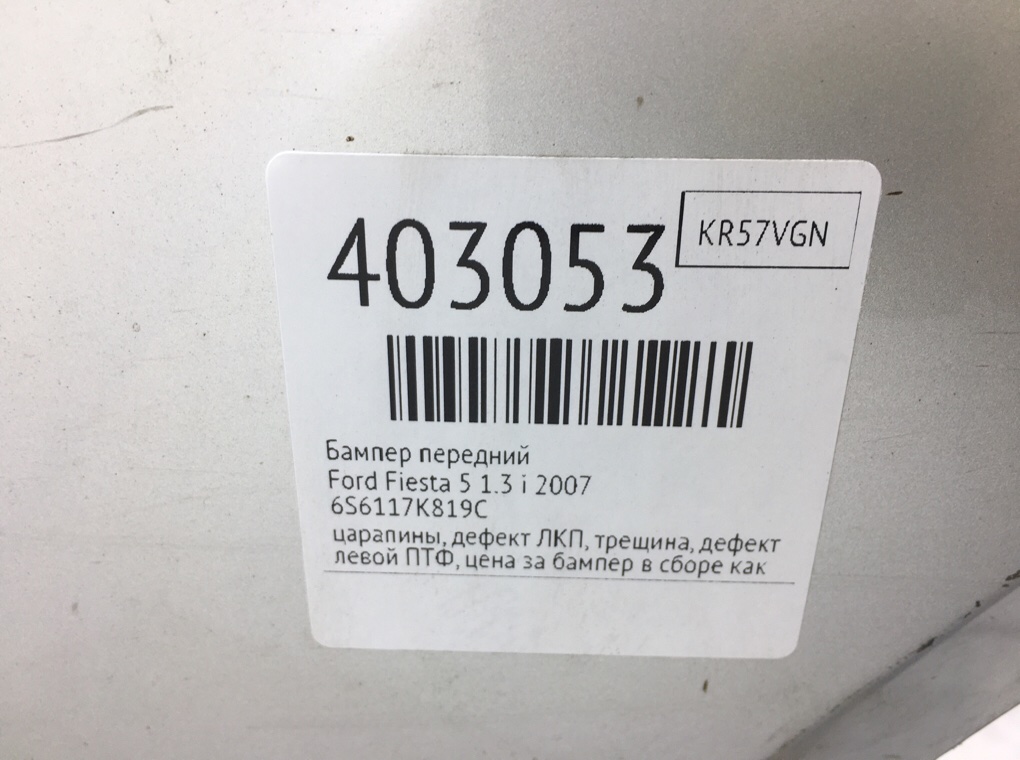 403053
KR57VGN
Бампер передний
Ford Fiesta 5 1.3 i 2007
6S6117K819C
царапины, дефект ЛКП, трещина, дефект
левой ПТФ, цена за бампер в сборе как